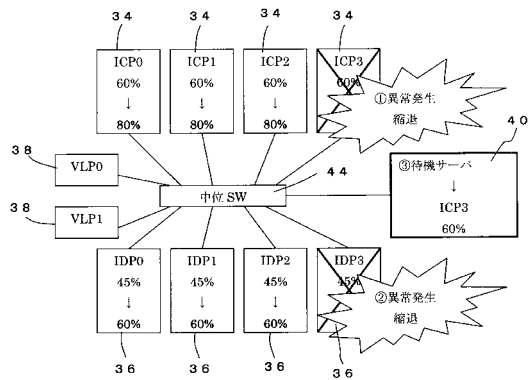 34 34 34 34
ICP0
60%
↓
80%
ICP1
60%
↓
80%
ICP2
60%
↓
80%
ICP3
60%
①異常発生
縮退
40
38
VLP0
44
③待機サーバ
↓
ICP3
60%
中位SW
38
VLP1
IDP0
45%
↓
60%
IDP1
45%
↓
60%
IDP2
45%
↓
60%
IDP3
45%
②異常発生
縮退
36 36 36 36